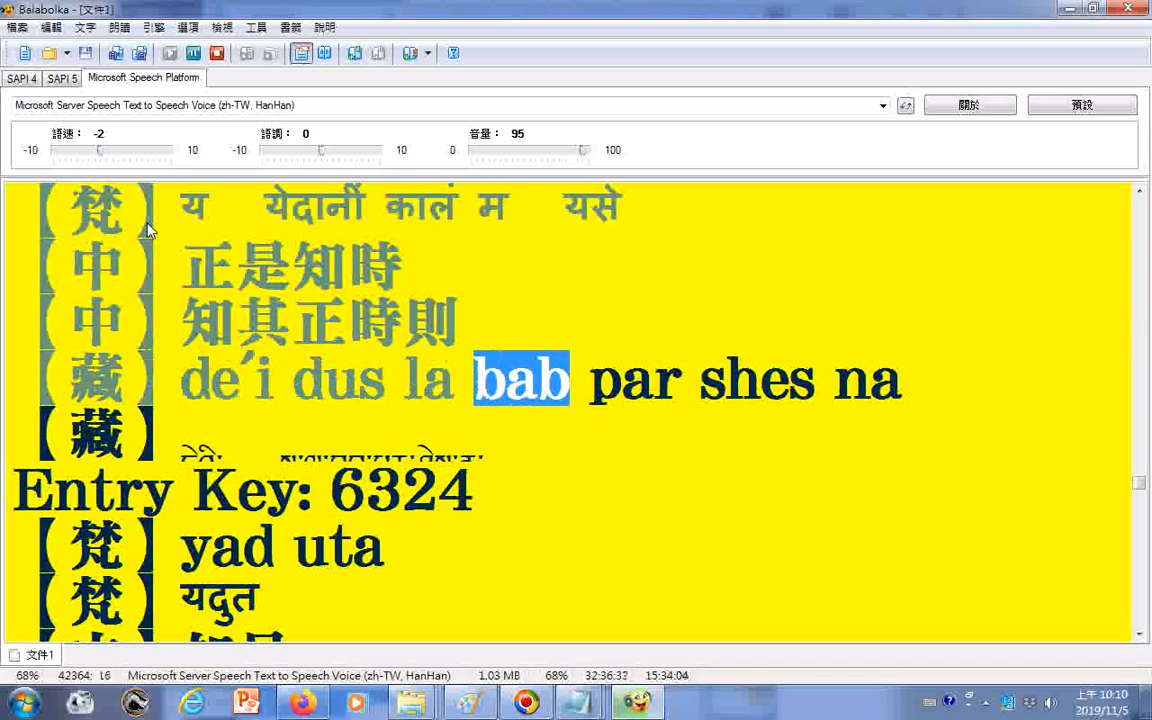 Balabolka - [文件1]
檔案 編輯 文字 朗讀 引擎 選項 檢視 工具 書籤 說明
SAPI 4 SAPI 5 Microsoft Speech Platform
Microsoft Server Speech Text to Speech Voice (zh-TW, HanHan) 關於 預設
語速： -2 語調： 0 音量： 95
-10 10 -10 10 0 100
【梵】 य येदानीं कालं म यसे
【中】 正是知時
【中】 知其正時則
【藏】 de'i dus la bab par shes na
【藏】
Entry Key: 6324
【梵】 yad uta
【梵】 यदुत
文件1
68% 42364: 16 Microsoft Server Speech Text to Speech Voice (zh-TW, HanHan) 1.03 MB 68% 32:36:33 15:34:04
上午 10:10
2019/11/5